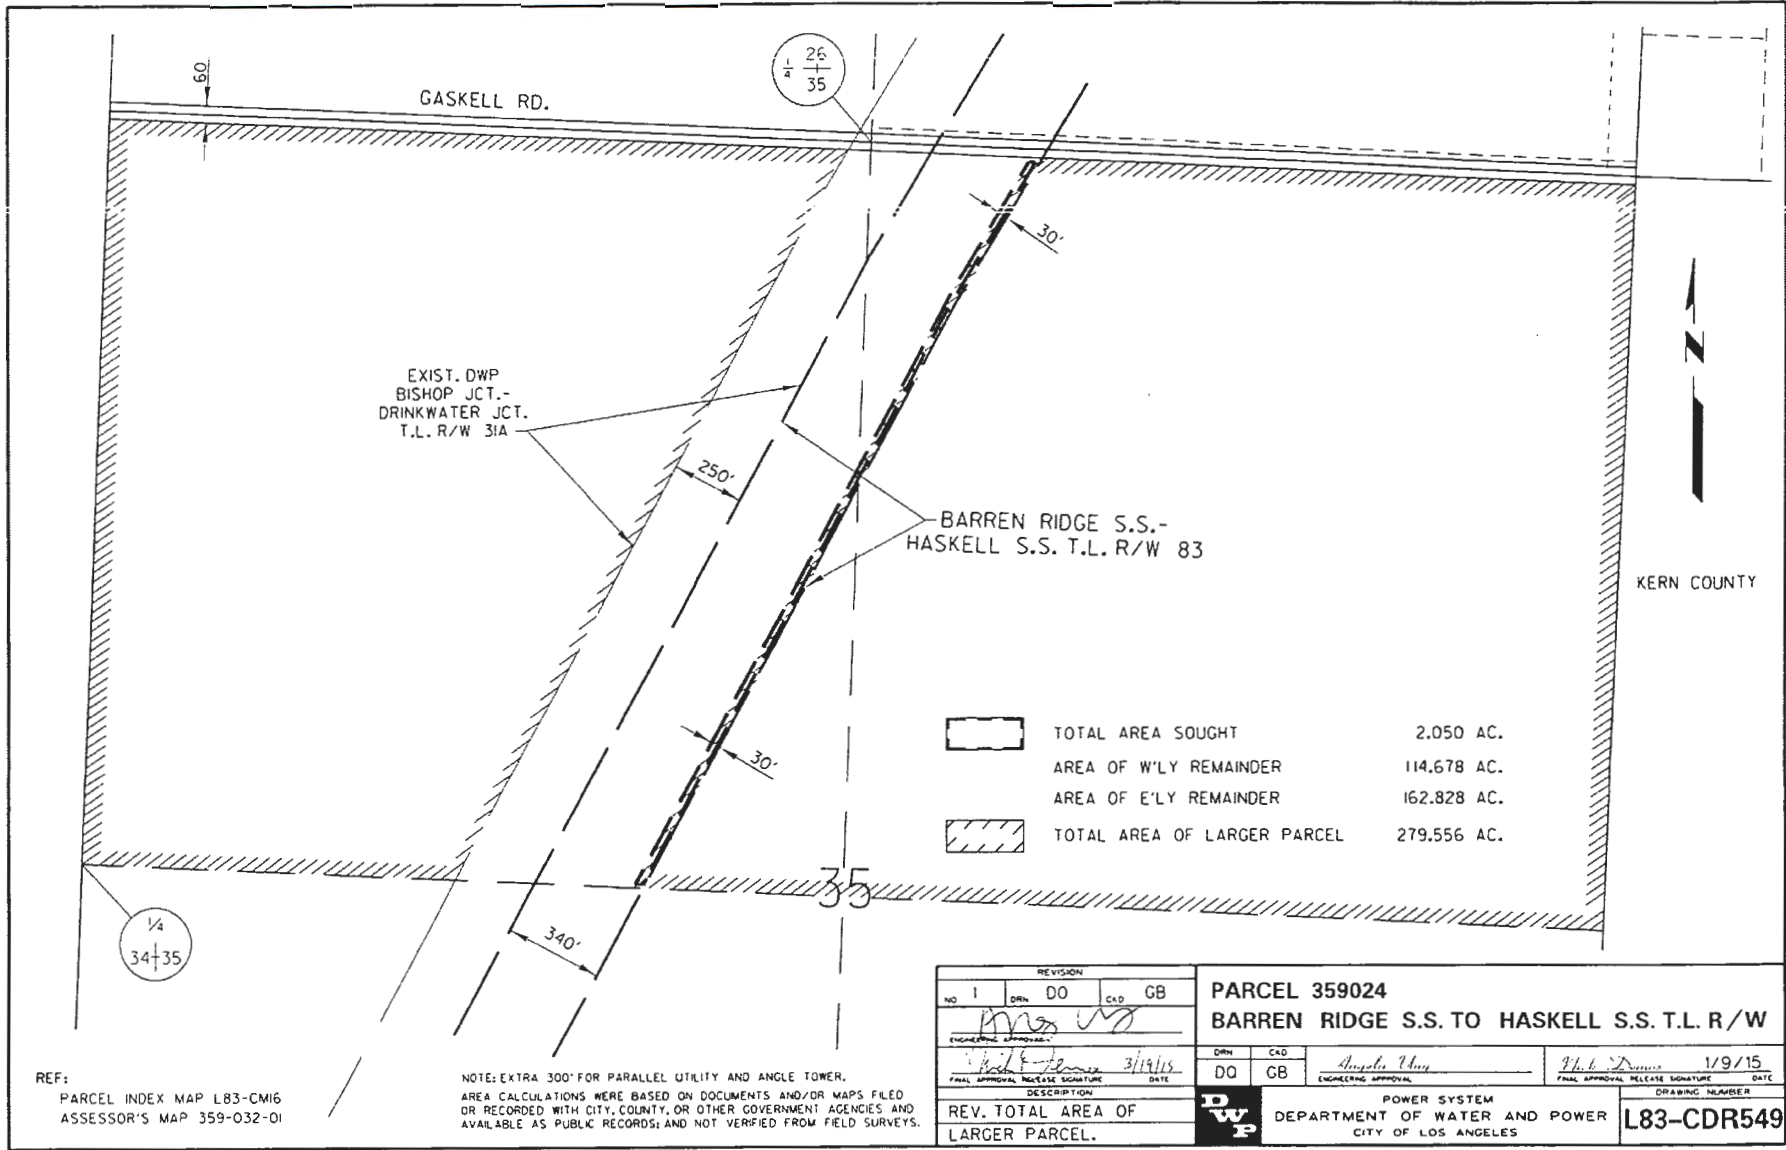 60
GASKELL RD.
1/4 26
35
30'
EXIST. DWP
BISHOP JCT.-
DRINKWATER JCT.
T.L. R/W 31A
250'
BARREN RIDGE S.S.-
HASKELL S.S. T.L. R/W 83
N
KERN COUNTY
30'
TOTAL AREA SOUGHT 2.050 AC.
AREA OF W'LY REMAINDER 114.678 AC.
AREA OF E'LY REMAINDER 162.828 AC.
TOTAL AREA OF LARGER PARCEL 279.556 AC.
35
1/4
34 35
340'
REF:
PARCEL INDEX MAP L83-CM16
ASSESSOR'S MAP 359-032-01
NOTE: EXTRA 300' FOR PARALLEL UTILITY AND ANGLE TOWER.
AREA CALCULATIONS WERE BASED ON DOCUMENTS AND/OR MAPS FILED
OR RECORDED WITH CITY, COUNTY, OR OTHER GOVERNMENT AGENCIES AND
AVAILABLE AS PUBLIC RECORDS; AND NOT VERIFIED FROM FIELD SURVEYS.
REVISION
NO 1 DRN DO CKD GB
ENGINEERING APPROVAL
3/19/15
FINAL APPROVAL RELEASE SIGNATURE DATE
DESCRIPTION
REV. TOTAL AREA OF
LARGER PARCEL.
PARCEL 359024
BARREN RIDGE S.S. TO HASKELL S.S. T.L. R/W
DRN CKD
DO GB
ENGINEERING APPROVAL
1/9/15
FINAL APPROVAL RELEASE SIGNATURE DATE
DWP
POWER SYSTEM
DEPARTMENT OF WATER AND POWER
CITY OF LOS ANGELES
DRAWING NUMBER
L83-CDR549